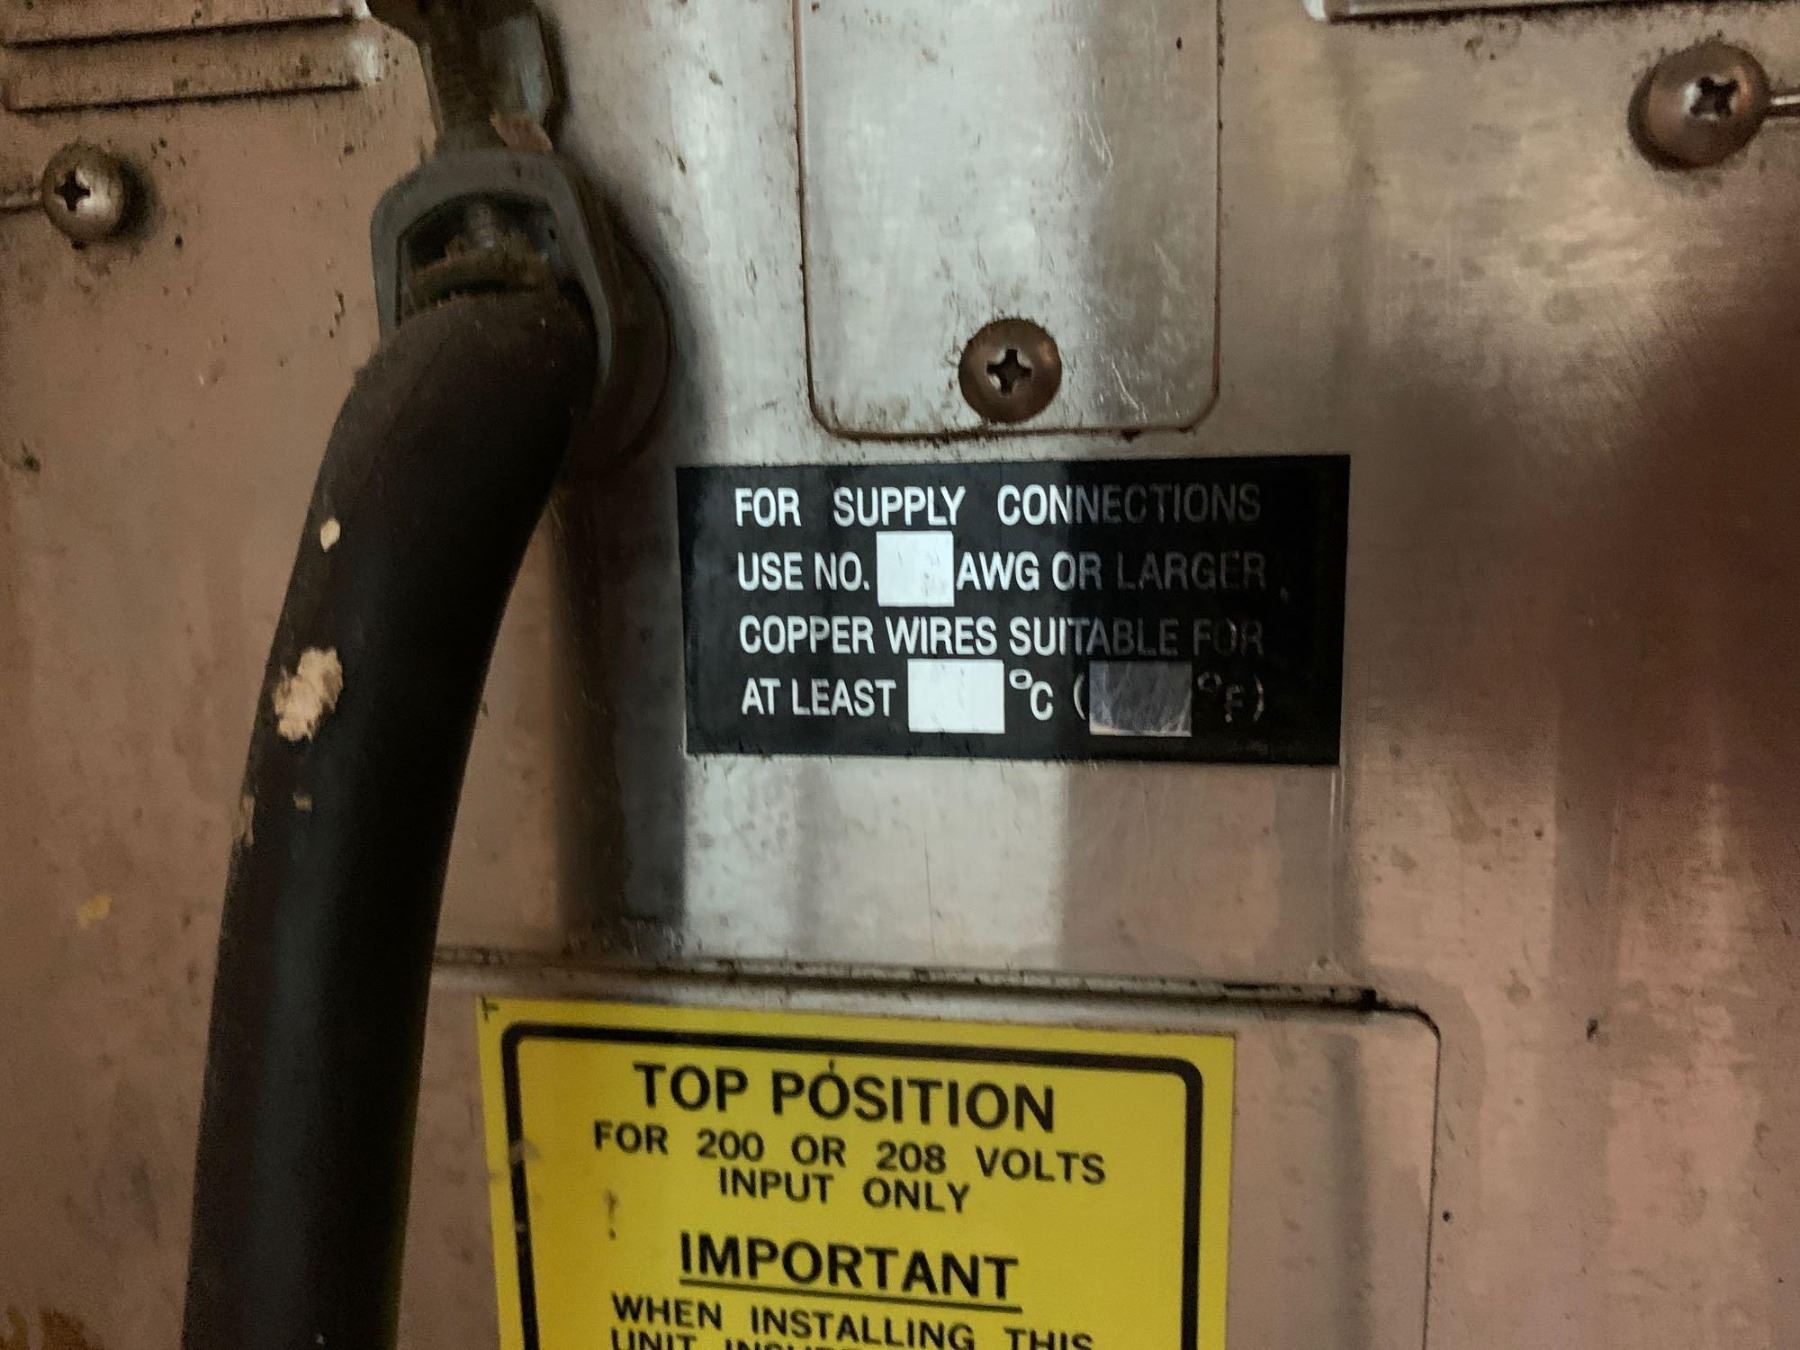 FOR SUPPLY CONNECTIONS
USE NO. AWG OR LARGER
COPPER WIRES SUITABLE FOR
AT LEAST °C ( °F)
TOP POSITION
FOR 200 OR 208 VOLTS
INPUT ONLY
IMPORTANT
WHEN INSTALLING THIS
UNIT